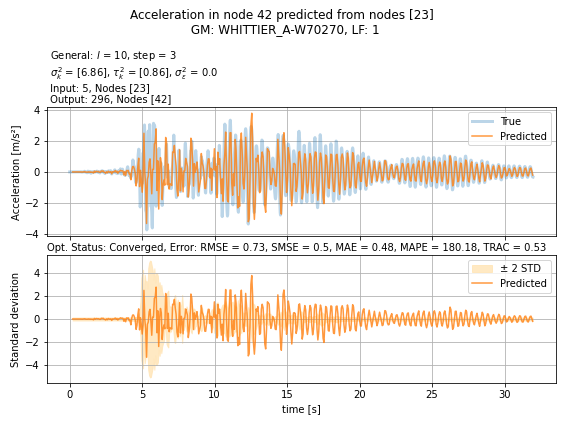 Acceleration in node 42 predicted from nodes [23]
GM: WHITTIER_A-W70270, LF: 1
General: l = 10, step = 3
σ²ₖ = [6.86], τ²ₖ = [0.86], σ²ε = 0.0
Input: 5, Nodes [23]
Output: 296, Nodes [42]
Acceleration [m/s²]
4
2
0
−2
−4
True
Predicted
Opt. Status: Converged, Error: RMSE = 0.73, SMSE = 0.5, MAE = 0.48, MAPE = 180.18, TRAC = 0.53
Standard deviation
4
2
0
−2
−4
± 2 STD
Predicted
0 5 10 15 20 25 30
time [s]